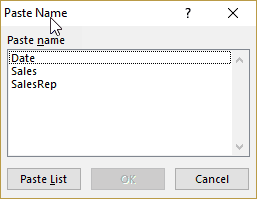 Paste Name ? ×
Paste name
Date
Sales
SalesRep
Paste List OK Cancel